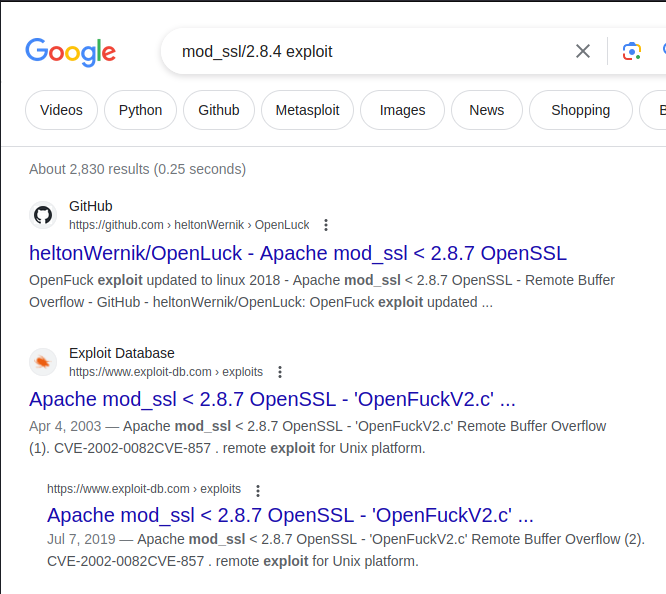 Google mod_ssl/2.8.4 exploit
Videos Python Github Metasploit Images News Shopping
About 2,830 results (0.25 seconds)
GitHub
https://github.com › heltonWernik › OpenLuck
heltonWernik/OpenLuck - Apache mod_ssl < 2.8.7 OpenSSL
OpenFuck exploit updated to linux 2018 - Apache mod_ssl < 2.8.7 OpenSSL - Remote Buffer
Overflow - GitHub - heltonWernik/OpenLuck: OpenFuck exploit updated ...
Exploit Database
https://www.exploit-db.com › exploits
Apache mod_ssl < 2.8.7 OpenSSL - 'OpenFuckV2.c' ...
Apr 4, 2003 — Apache mod_ssl < 2.8.7 OpenSSL - 'OpenFuckV2.c' Remote Buffer Overflow
(1). CVE-2002-0082CVE-857 . remote exploit for Unix platform.
https://www.exploit-db.com › exploits
Apache mod_ssl < 2.8.7 OpenSSL - 'OpenFuckV2.c' ...
Jul 7, 2019 — Apache mod_ssl < 2.8.7 OpenSSL - 'OpenFuckV2.c' Remote Buffer Overflow (2).
CVE-2002-0082CVE-857 . remote exploit for Unix platform.